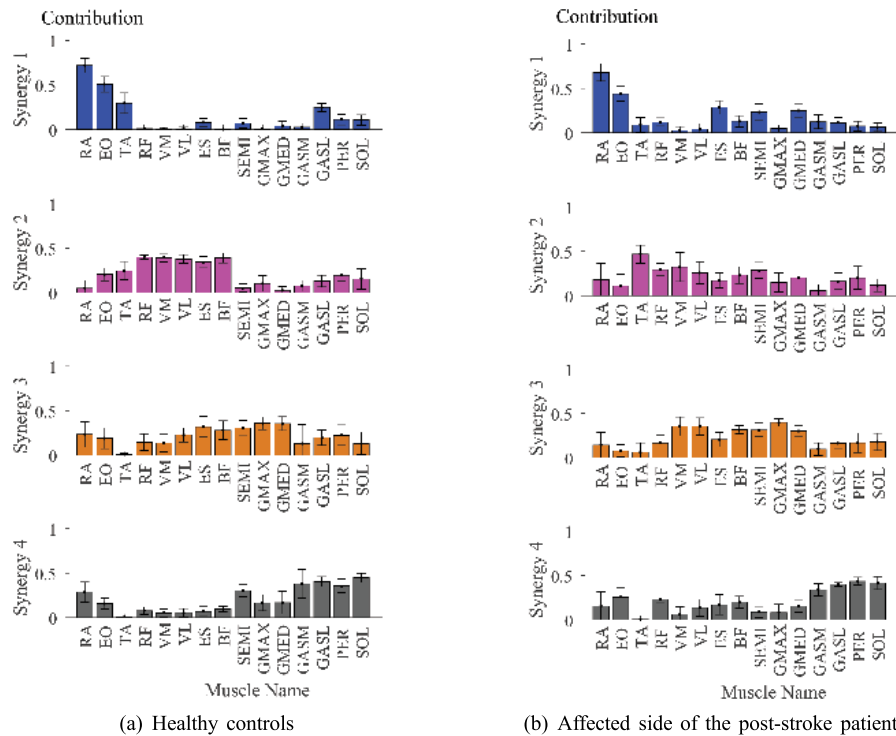 Contribution
Synergy 1
1
0.5
0
RA EO TA RF VM VL ES BF SEMI GMAX GMED GASM GASL PER SOL
Synergy 2
1
0.5
0
RA EO TA RF VM VL ES BF SEMI GMAX GMED GASM GASL PER SOL
Synergy 3
1
0.5
0
RA EO TA RF VM VL ES BF SEMI GMAX GMED GASM GASL PER SOL
Synergy 4
1
0.5
0
RA EO TA RF VM VL ES BF SEMI GMAX GMED GASM GASL PER SOL
Muscle Name
(a) Healthy controls
Contribution
Synergy 1
1
0.5
0
RA EO TA RF VM VL ES BF SEMI GMAX GMED GASM GASL PER SOL
Synergy 2
1
0.5
0
RA EO TA RF VM VL ES BF SEMI GMAX GMED GASM GASL PER SOL
Synergy 3
1
0.5
0
RA EO TA RF VM VL ES BF SEMI GMAX GMED GASM GASL PER SOL
Synergy 4
1
0.5
0
RA EO TA RF VM VL ES BF SEMI GMAX GMED GASM GASL PER SOL
Muscle Name
(b) Affected side of the post-stroke patient